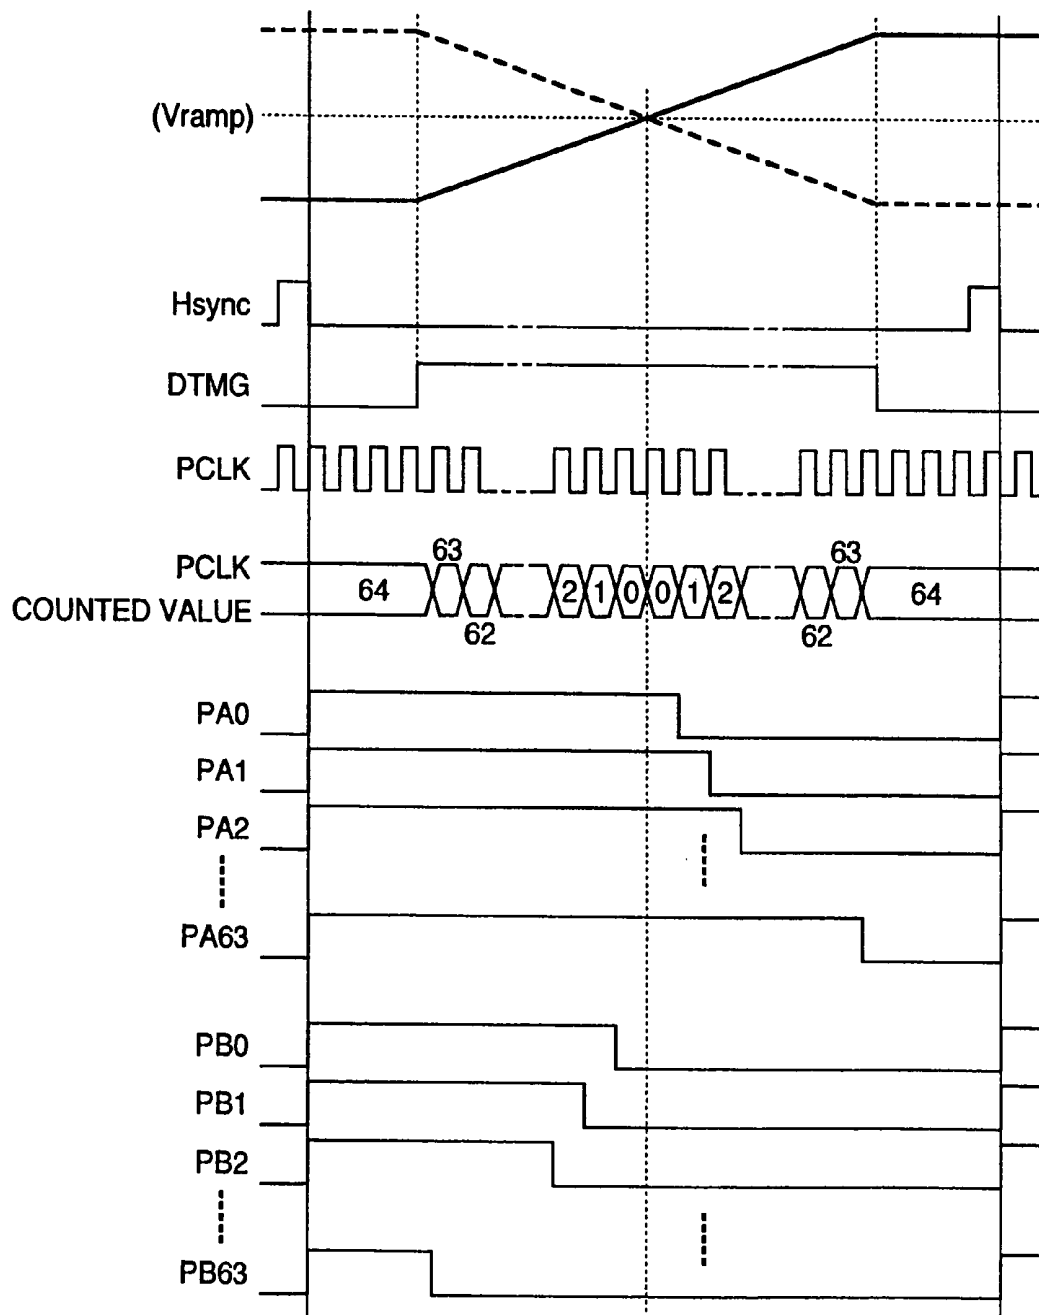 (Vramp)
Hsync
DTMG
PCLK
PCLK
COUNTED VALUE
64 63 62 2 1 0 0 1 2 62 63 64
PA0
PA1
PA2
PA63
PB0
PB1
PB2
PB63